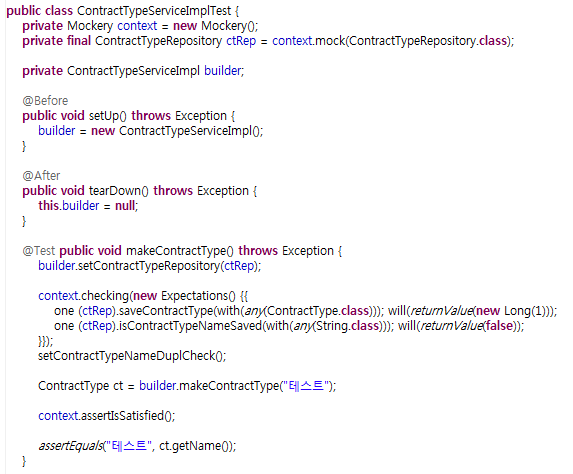 public class ContractTypeServiceImplTest {
private Mockery context = new Mockery();
private final ContractTypeRepository ctRep = context.mock(ContractTypeRepository.class);
private ContractTypeServiceImpl builder;
@Before
public void setUp() throws Exception {
builder = new ContractTypeServiceImpl();
}
@After
public void tearDown() throws Exception {
this.builder = null;
}
@Test public void makeContractType() throws Exception {
builder.setContractTypeRepository(ctRep);
context.checking(new Expectations() {{
one (ctRep).saveContractType(with(any(ContractType.class))); will(returnValue(new Long(1)));
one (ctRep).isContractTypeNameSaved(with(any(String.class))); will(returnValue(false));
}});
setContractTypeNameDuplCheck();
ContractType ct = builder.makeContractType("테스트");
context.assertIsSatisfied();
assertEquals("테스트", ct.getName());
}